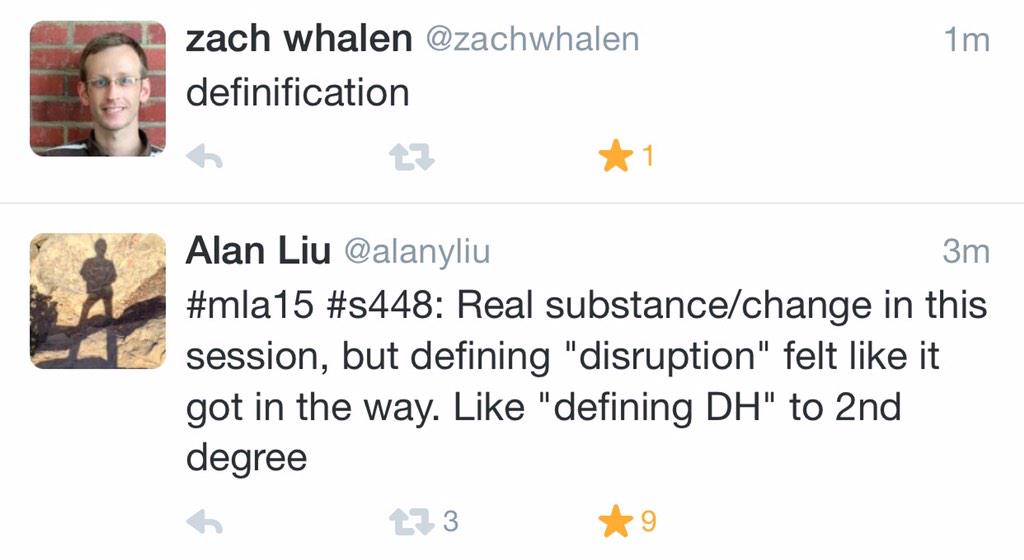 zach whalen @zachwhalen 1m
definification
1
Alan Liu @alanyliu 3m
#mla15 #s448: Real substance/change in this
session, but defining "disruption" felt like it
got in the way. Like "defining DH" to 2nd
degree
3 9